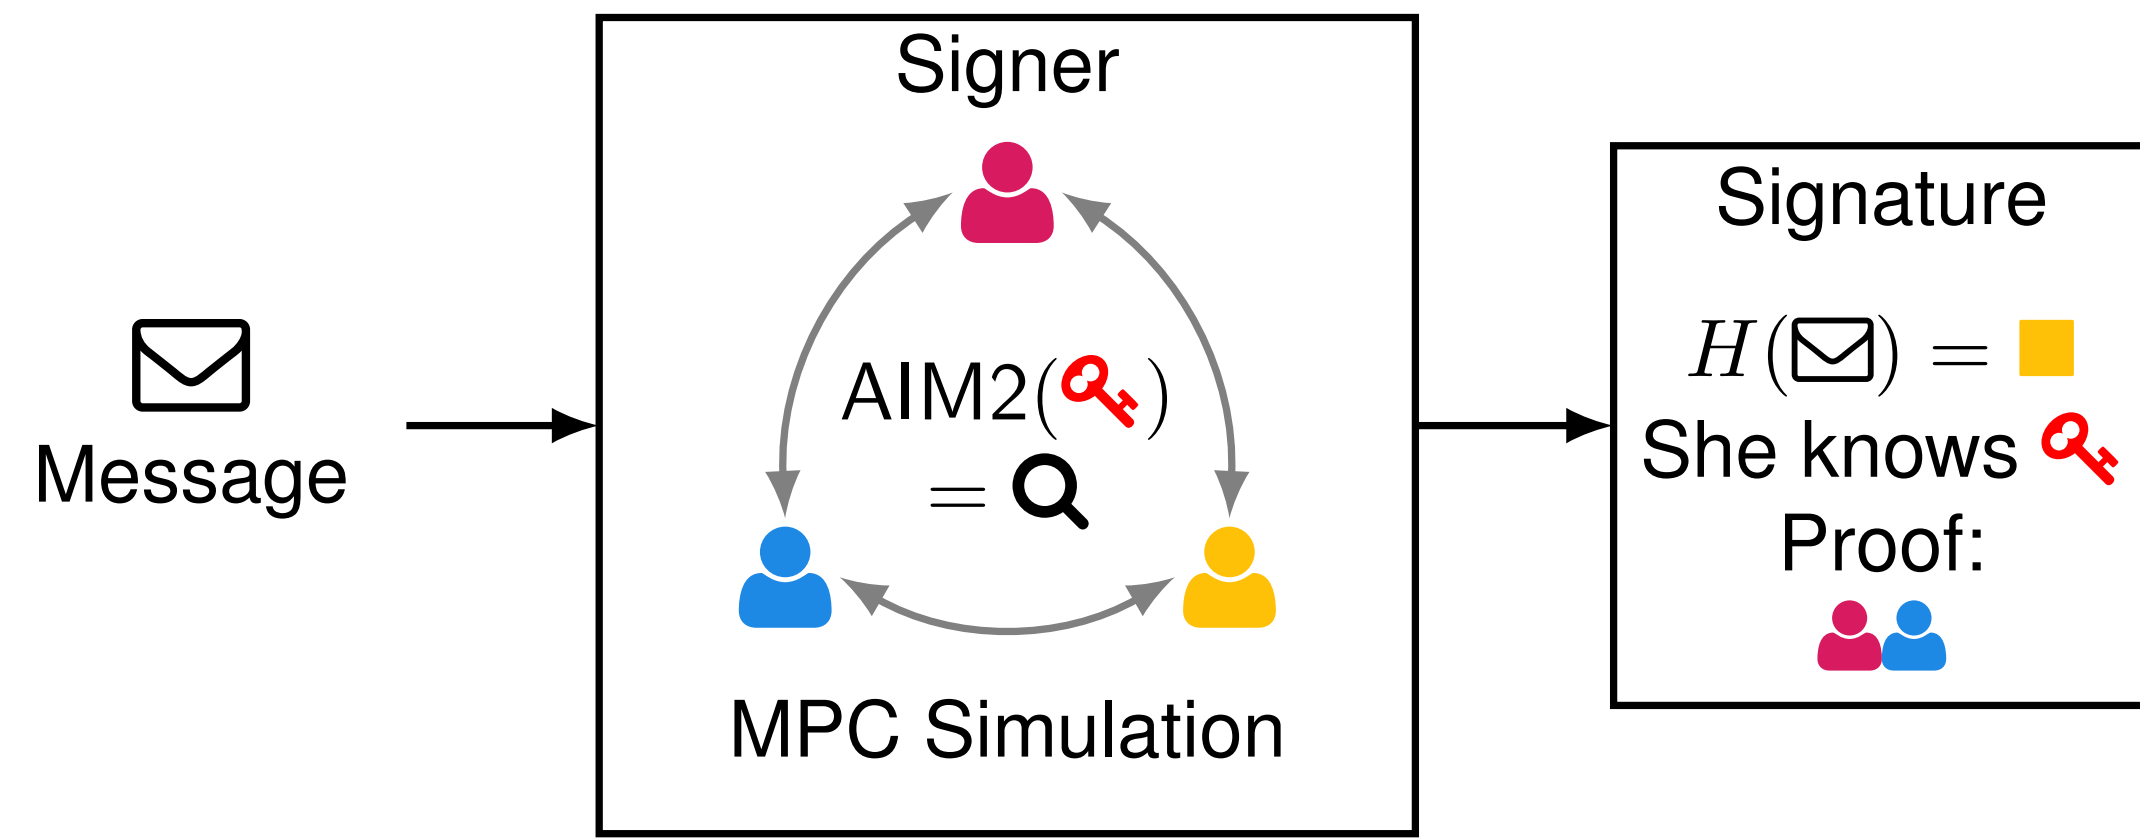 Message
Signer
AIM2( )
=
MPC Simulation
Signature
H( ) =
She knows
Proof: